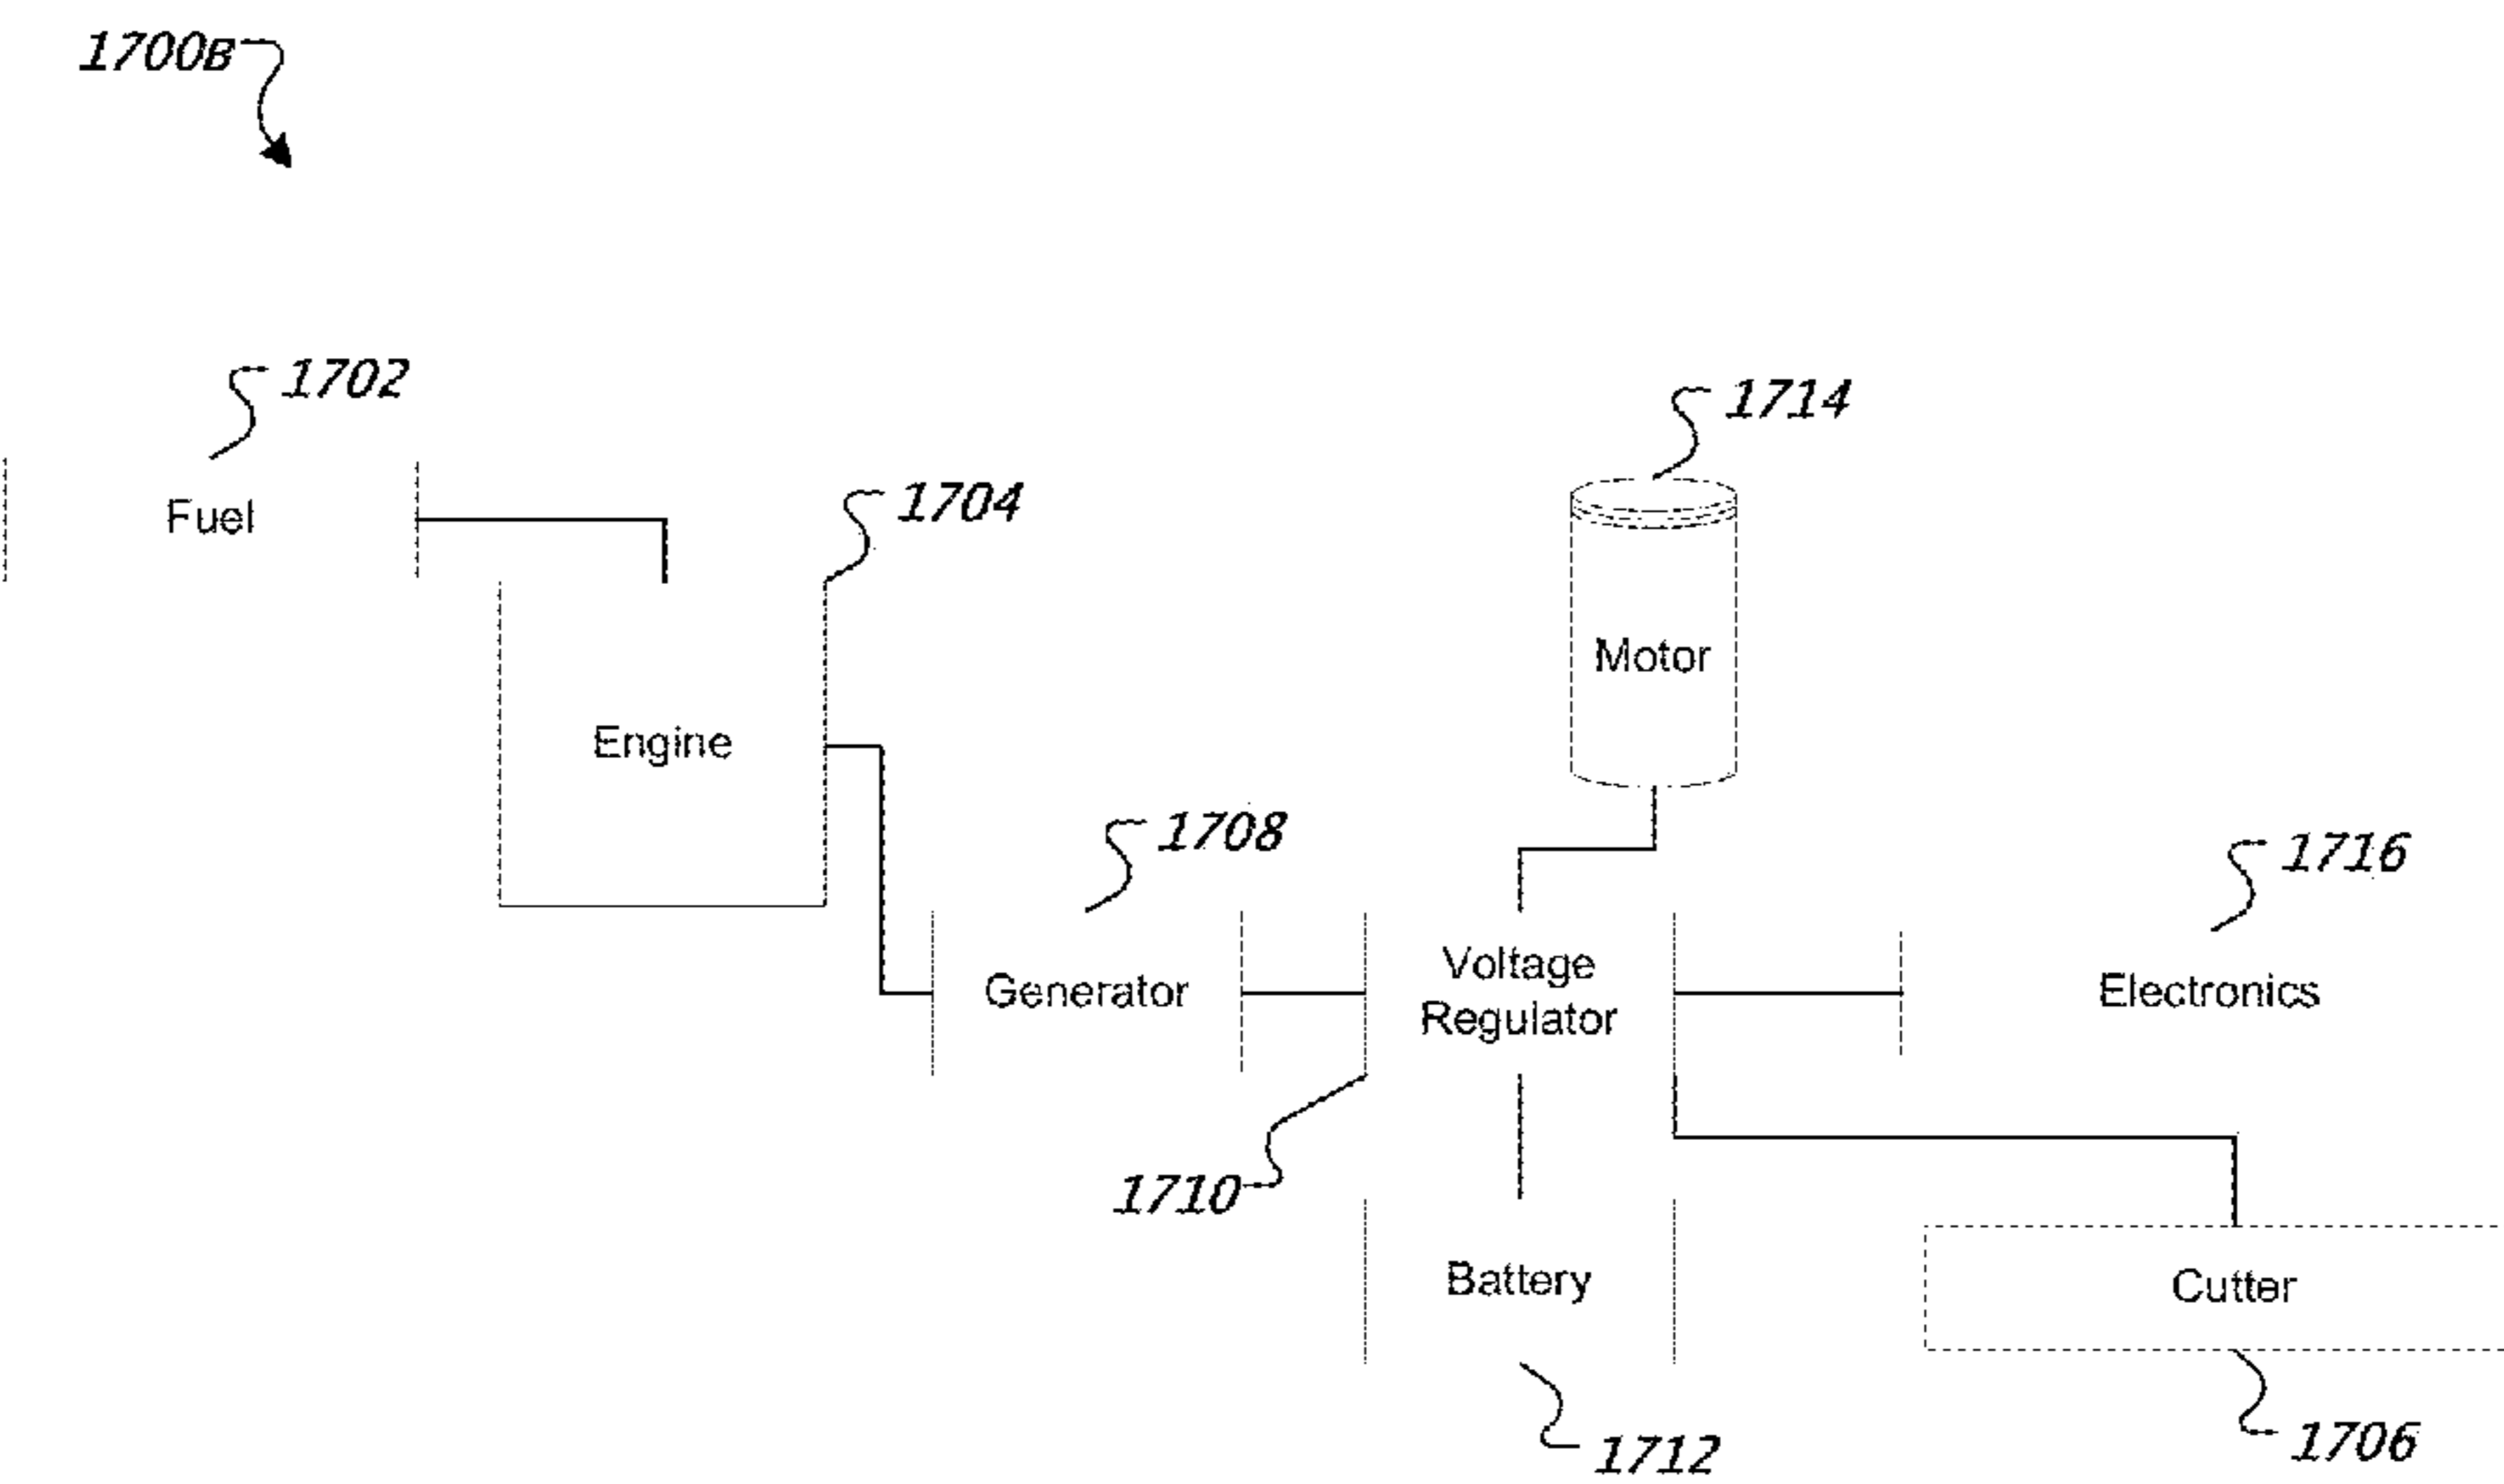 1700B
1702
1714
Fuel
1704
Motor
Engine
1708
1716
Voltage
Regulator
Generator
Electronics
1710
Battery
Cutter
1712
1706